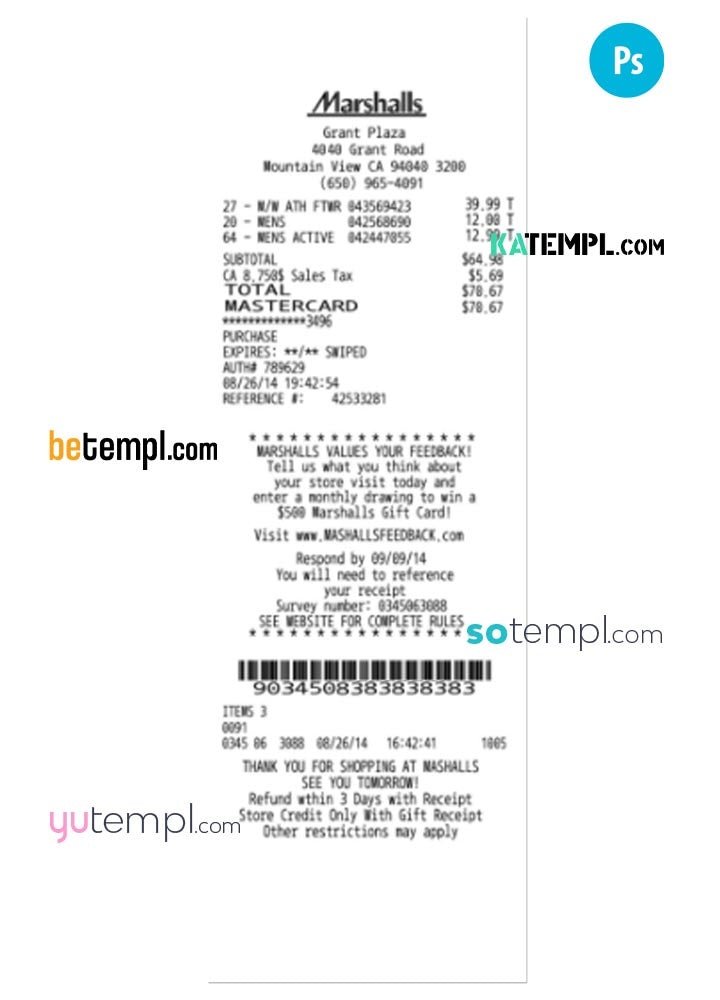 Ps
Marshalls
Grant Plaza
4040 Grant Road
Mountain View CA 94040 3200
(650) 965-4091
27 - M/W ATH FTWR 043569423 39.99 T
20 - MENS 042568690 12.00 T
64 - MENS ACTIVE 042447055 12.99 T
KATEMPL.COM
SUBTOTAL $64.98
CA 8.750$ Sales Tax $5.69
TOTAL $70.67
MASTERCARD $70.67
*************3496
PURCHASE
EXPIRES: **/** SWIPED
AUTH# 789629
08/26/14 19:42:54
REFERENCE #: 42533281
betempl.com
* * * * * * * * * * * * * * * * *
MARSHALLS VALUES YOUR FEEDBACK!
Tell us what you think about
your store visit today and
enter a monthly drawing to win a
$500 Marshalls Gift Card!
Visit www.MASHALLSFEEDBACK.com
Respond by 09/09/14
You will need to reference
your receipt
Survey number: 0345063088
SEE WEBSITE FOR COMPLETE RULES
* * * * * * * * * * * * * * * *
sotempl.com
9034508383838383
ITEMS 3
0091
0345 06 3088 08/26/14 16:42:41 1005
THANK YOU FOR SHOPPING AT MASHALLS
SEE YOU TOMORROW!
Refund wthin 3 Days with Receipt
yutempl.com
Store Credit Only With Gift Receipt
Other restrictions may apply